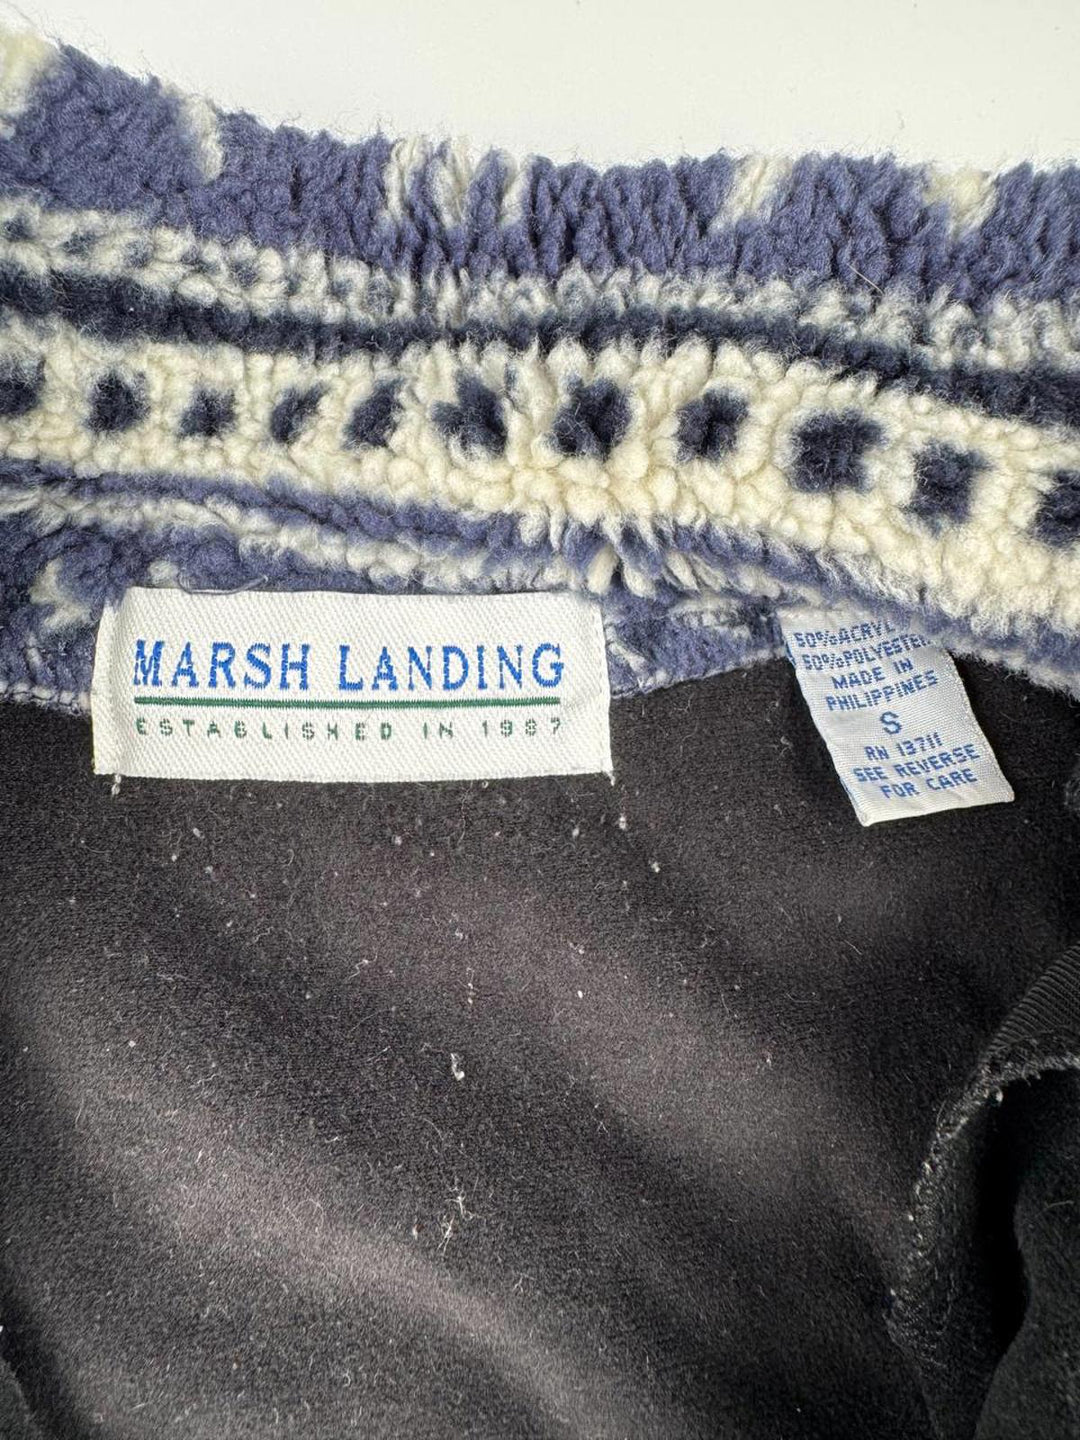 MARSH LANDING
ESTABLISHED IN 1987
50% ACRYLIC
50% POLYESTER
MADE IN
PHILIPPINES
S
RN 13711
SEE REVERSE
FOR CARE